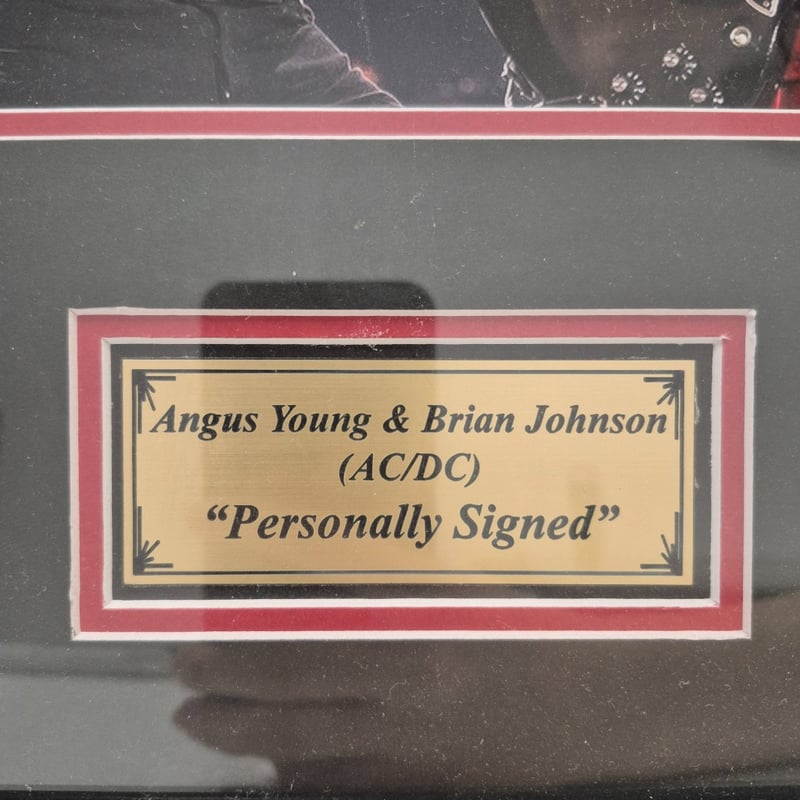 Angus Young & Brian Johnson
(AC/DC)
“Personally Signed”